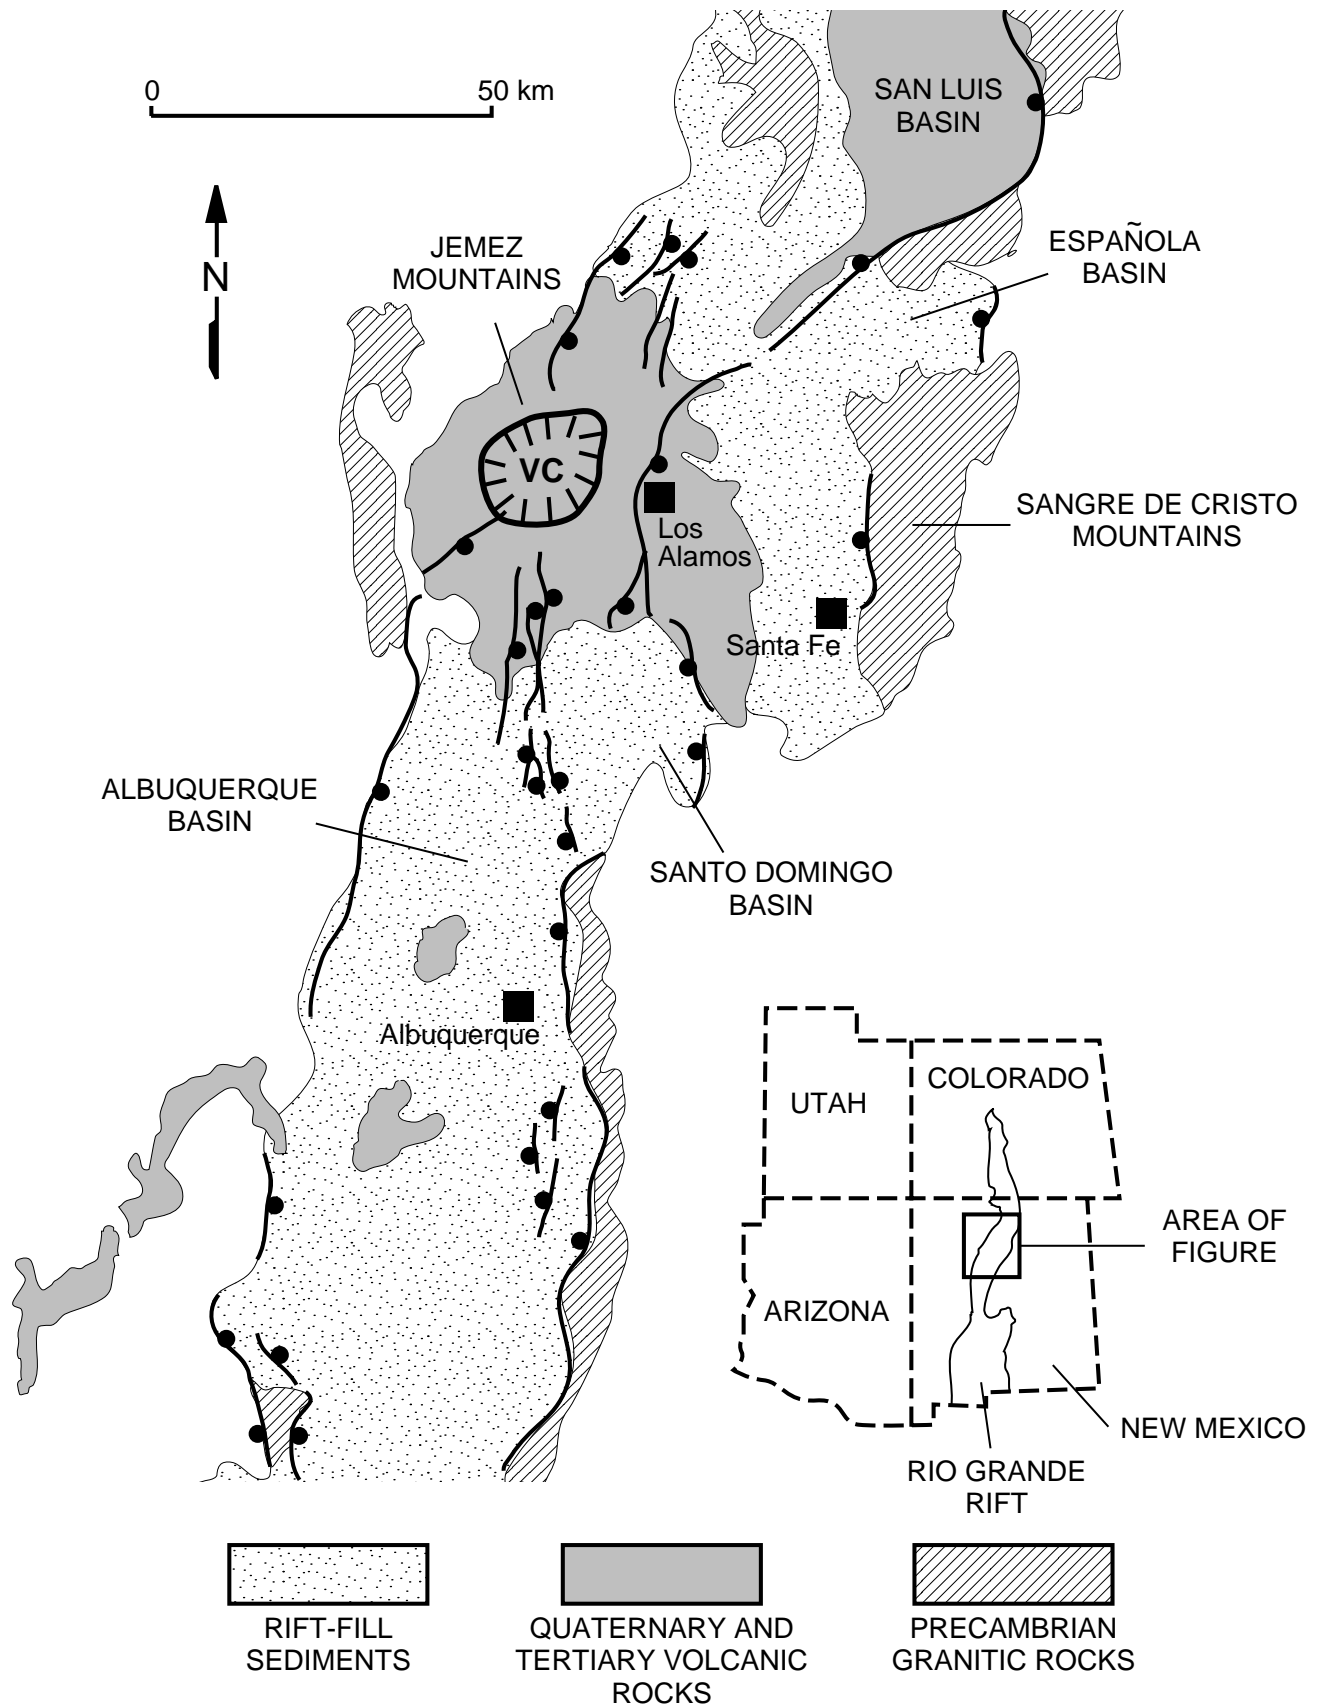 0
50 km
SAN LUIS
BASIN
N
JEMEZ
MOUNTAINS
ESPAÑOLA
BASIN
VC
Los
Alamos
SANGRE DE CRISTO
MOUNTAINS
Santa Fe
ALBUQUERQUE
BASIN
SANTO DOMINGO
BASIN
Albuquerque
UTAH
COLORADO
ARIZONA
AREA OF
FIGURE
NEW MEXICO
RIO GRANDE
RIFT
RIFT-FILL
SEDIMENTS
QUATERNARY AND
TERTIARY VOLCANIC
ROCKS
PRECAMBRIAN
GRANITIC ROCKS